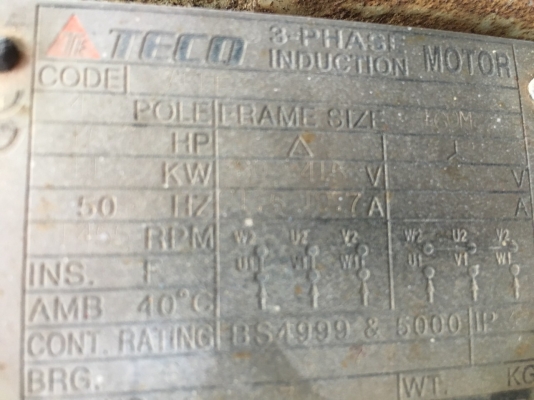 TECO 3-PHASE INDUCTION MOTOR
CODE
POLE FRAME SIZE
HP △
KW V V
50 HZ 7 A A
RPM W2 U2 V2 W2 U2 V2
U1 V1 W1 U1 V1 W1
INS. F
AMB 40°C
CONT. RATING BS4999 & 5000 IP
BRG. WT. KG